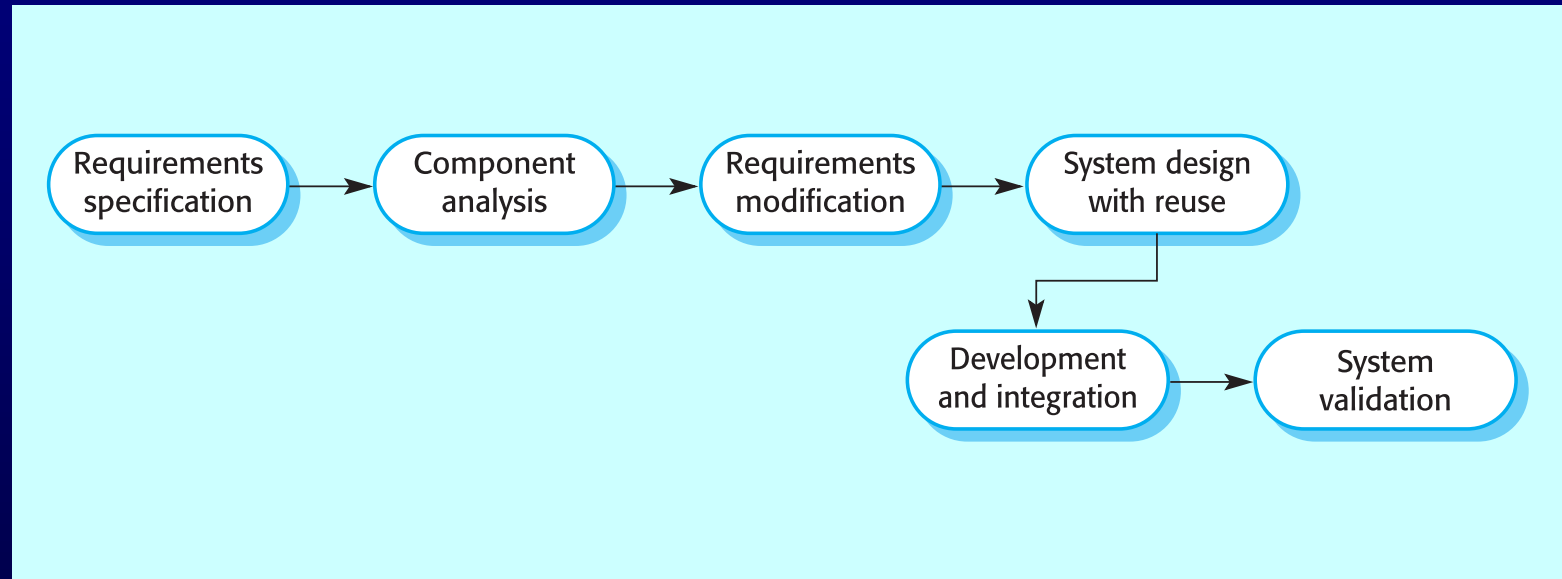 Requirements
specification
Component
analysis
Requirements
modification
System design
with reuse
Development
and integration
System
validation